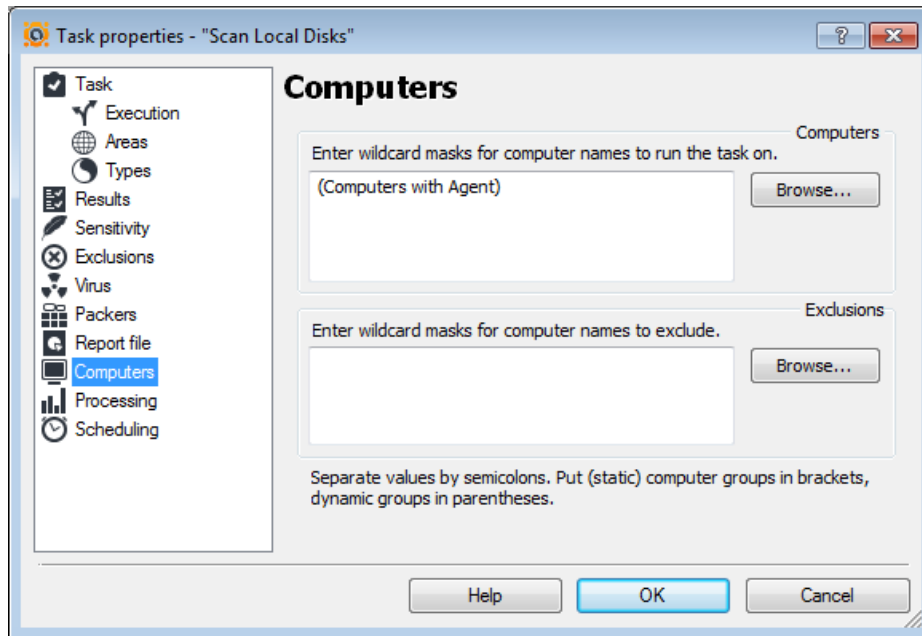 Task properties - "Scan Local Disks"
Task
Execution
Areas
Types
Results
Sensitivity
Exclusions
Virus
Packers
Report file
Computers
Processing
Scheduling
Computers
Computers
Enter wildcard masks for computer names to run the task on.
(Computers with Agent)
Browse...
Exclusions
Enter wildcard masks for computer names to exclude.
Browse...
Separate values by semicolons. Put (static) computer groups in brackets,
dynamic groups in parentheses.
Help
OK
Cancel